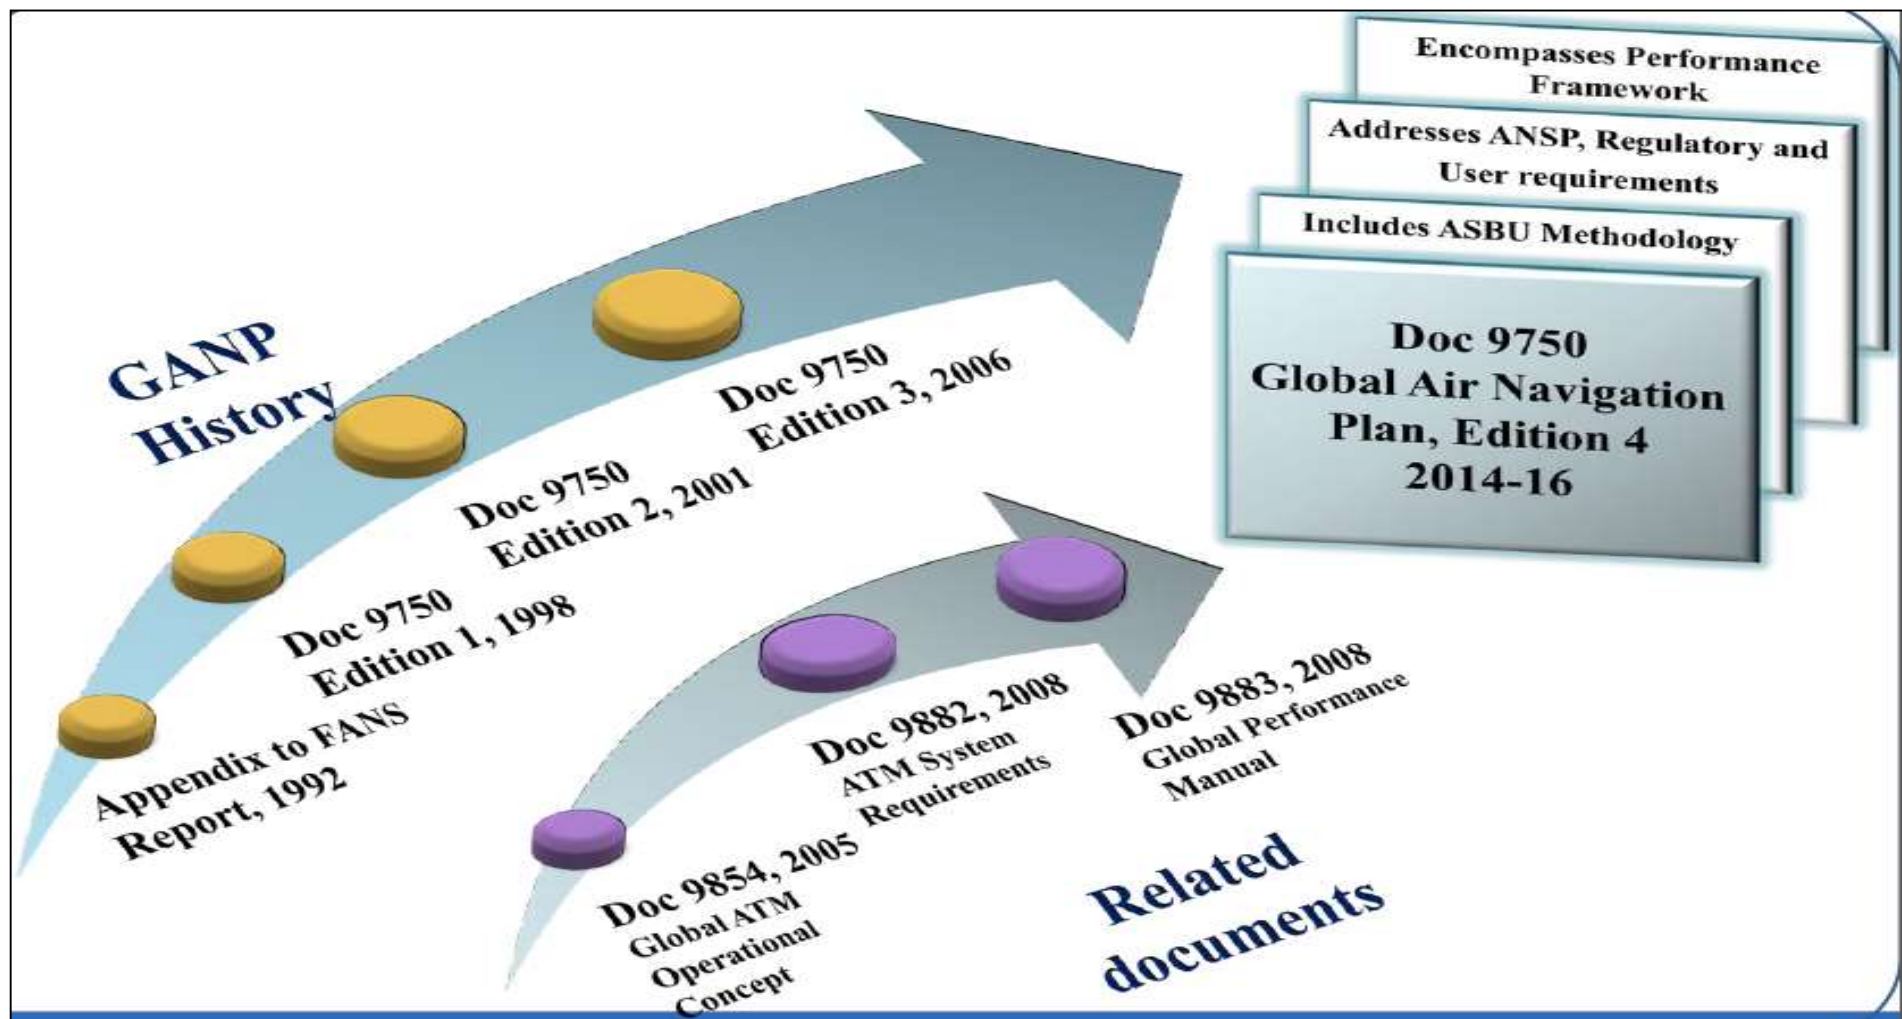 GANP
History
Appendix to FANS
Report, 1992
Doc 9750
Edition 1, 1998
Doc 9750
Edition 2, 2001
Doc 9750
Edition 3, 2006
Encompasses Performance
Framework
Addresses ANSP, Regulatory and
User requirements
Includes ASBU Methodology
Doc 9750
Global Air Navigation
Plan, Edition 4
2014-16
Doc 9854, 2005
Global ATM
Operational
Concept
Doc 9882, 2008
ATM System
Requirements
Doc 9883, 2008
Global Performance
Manual
Related
documents